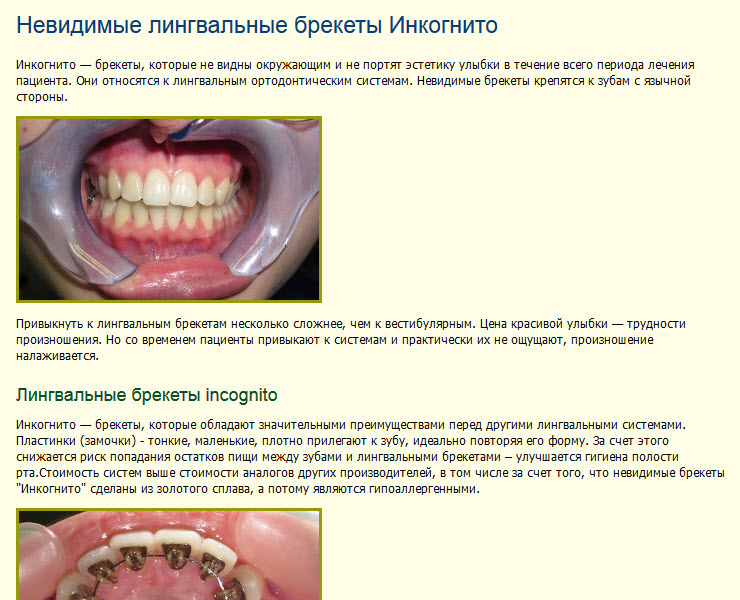 Невидимые лингвальные брекеты Инкогнито
Инкогнито — брекеты, которые не видны окружающим и не портят эстетику улыбки в течение всего периода лечения
пациента. Они относятся к лингвальным ортодонтическим системам. Невидимые брекеты крепятся к зубам с язычной
стороны.
Привыкнуть к лингвальным брекетам несколько сложнее, чем к вестибулярным. Цена красивой улыбки — трудности
произношения. Но со временем пациенты привыкают к системам и практически их не ощущают, произношение
налаживается.
Лингвальные брекеты incognito
Инкогнито — брекеты, которые обладают значительными преимуществами перед другими лингвальными системами.
Пластинки (замочки) - тонкие, маленькие, плотно прилегают к зубу, идеально повторяя его форму. За счет этого
снижается риск попадания остатков пищи между зубами и лингвальными брекетами – улучшается гигиена полости
рта.Стоимость систем выше стоимости аналогов других производителей, в том числе за счет того, что невидимые брекеты
"Инкогнито" сделаны из золотого сплава, а потому являются гипоаллергенными.